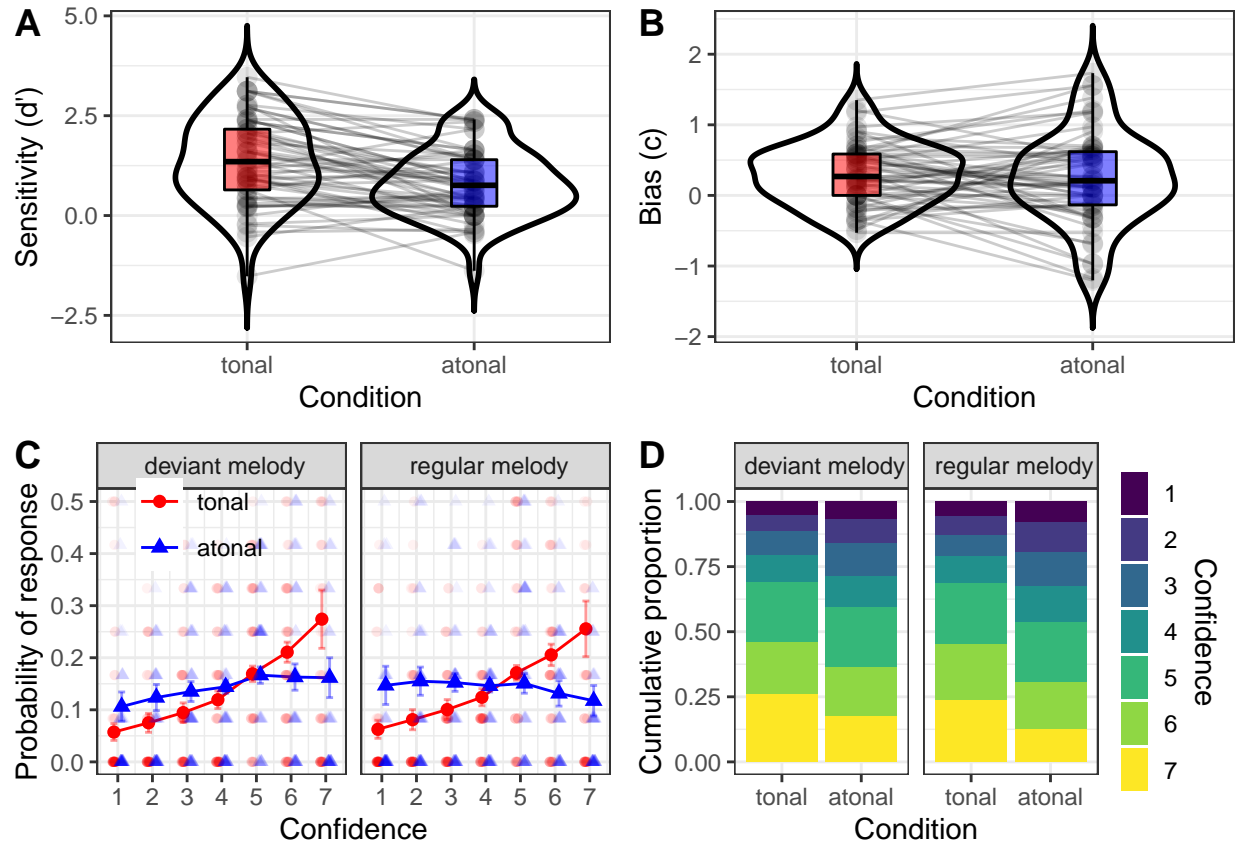 A
Sensitivity (d')
5.0
2.5
0.0
−2.5
tonal
atonal
Condition
B
Bias (c)
2
1
0
−1
−2
tonal
atonal
Condition
C
Probability of response
deviant melody
regular melody
tonal
atonal
0.5
0.4
0.3
0.2
0.1
0.0
1 2 3 4 5 6 7
1 2 3 4 5 6 7
Confidence
D
Cumulative proportion
deviant melody
regular melody
1.00
0.75
0.50
0.25
0.00
tonal atonal
tonal atonal
Condition
1
2
3
4
5
6
7
Confidence